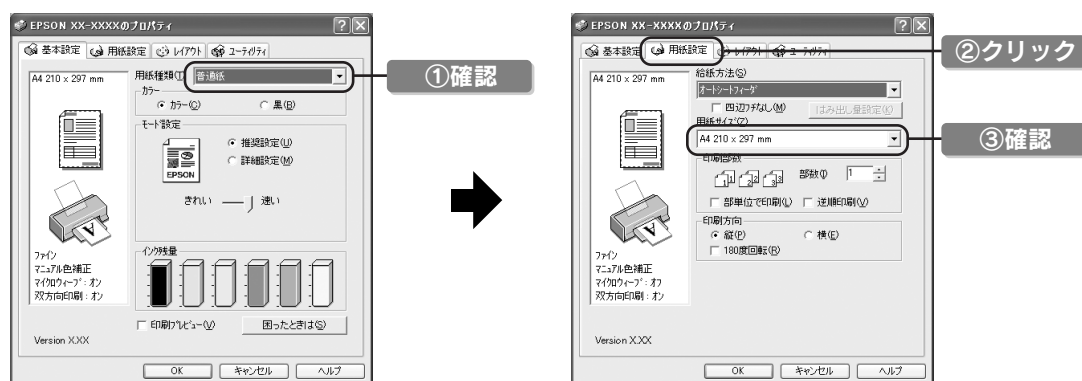 EPSON XX-XXXXのプロパティ
基本設定 用紙設定 レイアウト ユーティリティ
A4 210 x 297 mm
用紙種類(T) 普通紙
カラー
カラー(C) 黒(B)
モード設定
推奨設定(U)
詳細設定(M)
EPSON
きれい 速い
ファイン
マニュアル色補正
マイクロウィーブ：オン
双方向印刷：オン
インク残量
印刷プレビュー(V) 困ったときは(S)
Version X.XX
OK キャンセル ヘルプ
①確認
EPSON XX-XXXXのプロパティ
基本設定 用紙設定 レイアウト ユーティリティ
②クリック
A4 210 x 297 mm
給紙方法(S)
オートシートフィーダ
四辺フチなし(M) はみ出し量設定(K)
用紙サイズ(Z)
A4 210 x 297 mm
③確認
印刷部数
部数(I) 1
部単位で印刷(L) 逆順印刷(V)
印刷方向
縦(P) 横(E)
180度回転(R)
ファイン
マニュアル色補正
マイクロウィーブ：オフ
双方向印刷：オン
Version X.XX
OK キャンセル ヘルプ